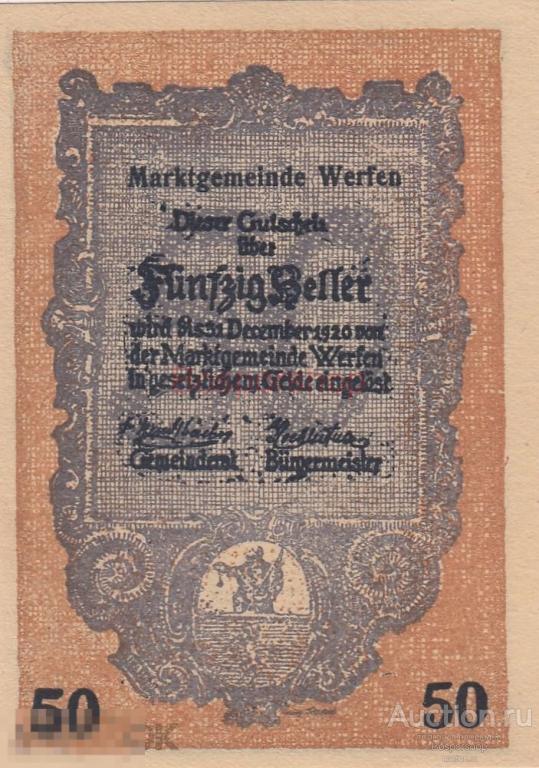 Marktgemeinde Werfen
Dieser Gutschein
über
Fünfzig Heller
wird bis 31 December 1920 von
der Marktgemeinde Werfen
in gesetzlichem Gelde eingelöst
Gemeinderat Bürgermeister
50 50
Auction.ru